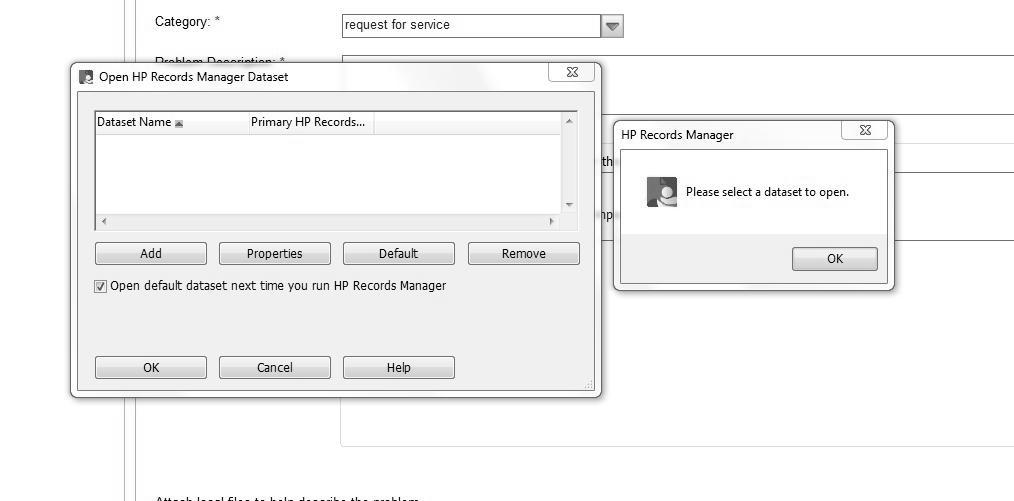 Category: *
request for service
Problem Description: *
Open HP Records Manager Dataset
Dataset Name
Primary HP Records...
Add
Properties
Default
Remove
Open default dataset next time you run HP Records Manager
OK
Cancel
Help
HP Records Manager
Please select a dataset to open.
OK
Attach local files to help describe the problem